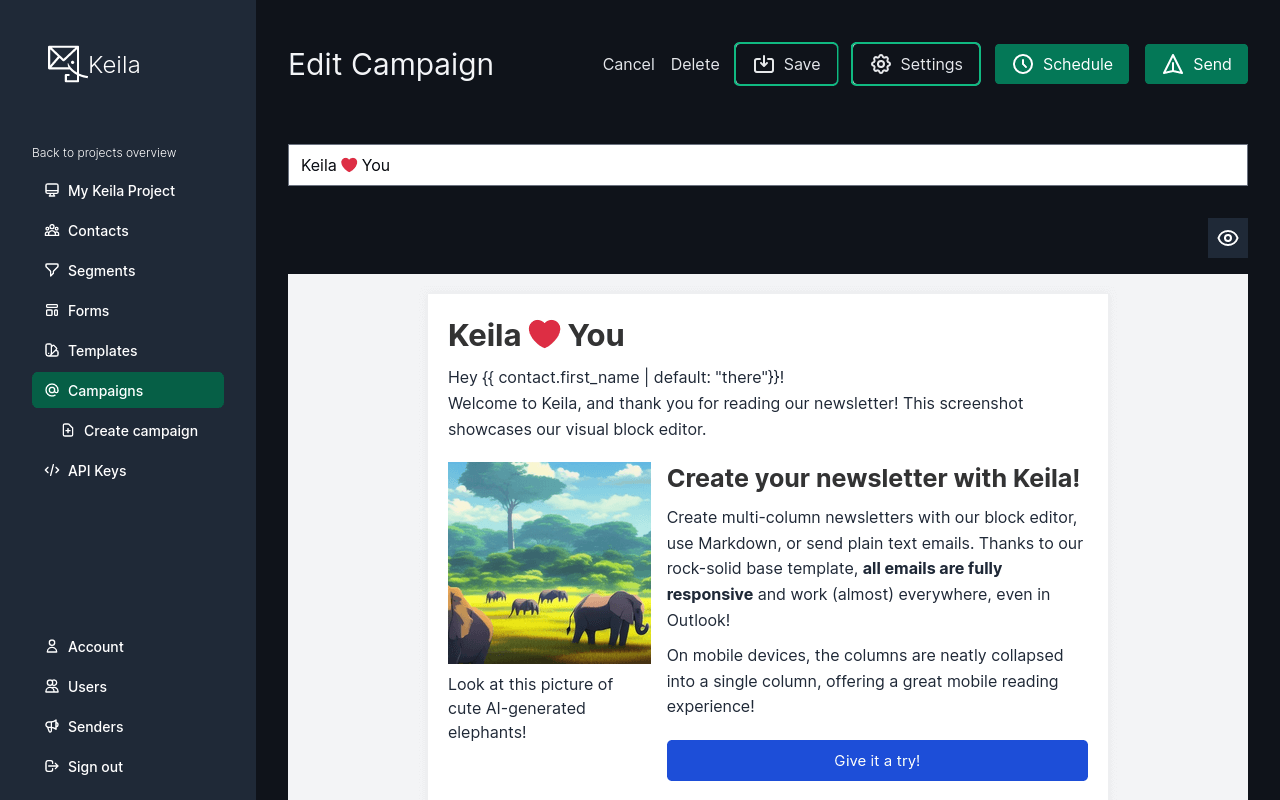 Keila
Back to projects overview
My Keila Project
Contacts
Segments
Forms
Templates
Campaigns
Create campaign
API Keys
Account
Users
Senders
Sign out
Edit Campaign
Cancel
Delete
Save
Settings
Schedule
Send
Keila ❤️ You
Keila ❤️ You
Hey {{ contact.first_name | default: "there"}}!
Welcome to Keila, and thank you for reading our newsletter! This screenshot
showcases our visual block editor.
Look at this picture of
cute AI-generated
elephants!
Create your newsletter with Keila!
Create multi-column newsletters with our block editor,
use Markdown, or send plain text emails. Thanks to our
rock-solid base template, all emails are fully
responsive and work (almost) everywhere, even in
Outlook!
On mobile devices, the columns are neatly collapsed
into a single column, offering a great mobile reading
experience!
Give it a try!